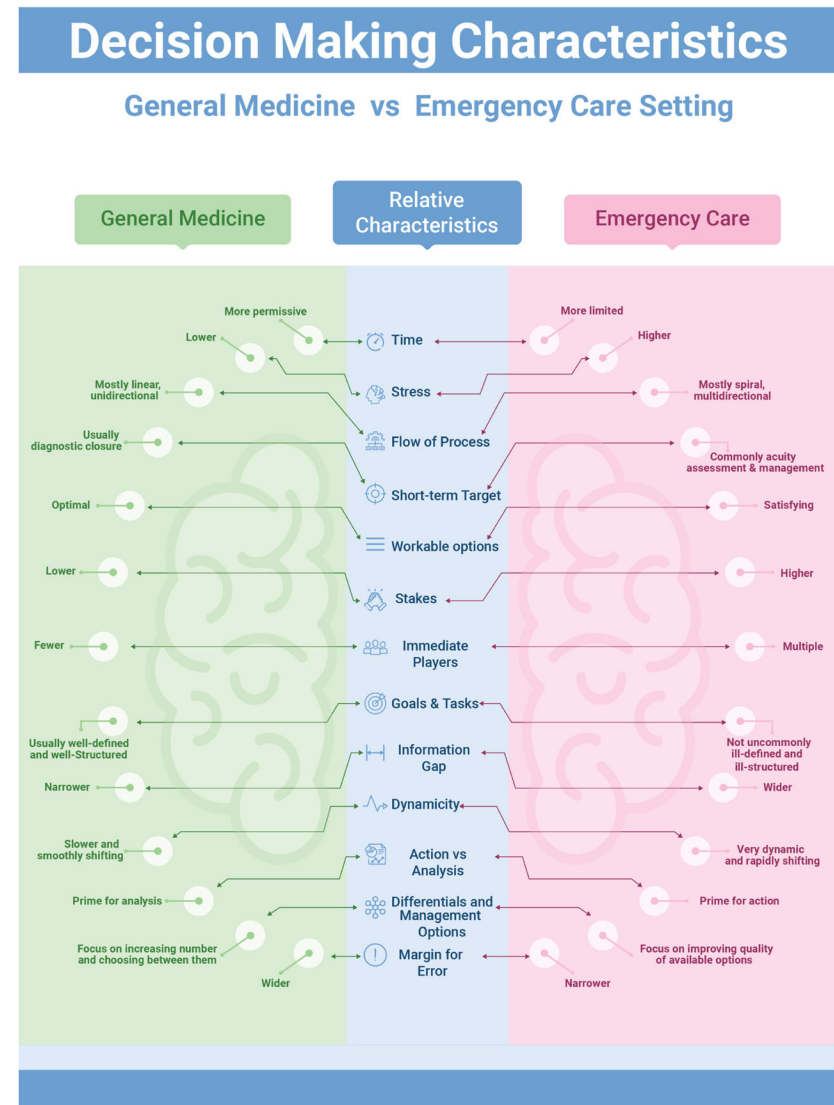 Decision Making Characteristics
General Medicine vs Emergency Care Setting
General Medicine
Relative
Characteristics
Emergency Care
More permissive
Time
More limited
Lower
Stress
Higher
Mostly linear,
unidirectional
Flow of Process
Mostly spiral,
multidirectional
Usually
diagnostic closure
Short-term Target
Commonly acuity
assessment & management
Optimal
Workable options
Satisfying
Lower
Stakes
Higher
Fewer
Immediate
Players
Multiple
Usually well-defined
and well-Structured
Goals & Tasks
Not uncommonly
ill-defined and
ill-structured
Narrower
Information
Gap
Wider
Slower and
smoothly shifting
Dynamicity
Very dynamic
and rapidly shifting
Prime for analysis
Action vs
Analysis
Prime for action
Focus on increasing number
and choosing between them
Differentials and
Management
Options
Focus on improving quality
of available options
Wider
Margin for
Error
Narrower